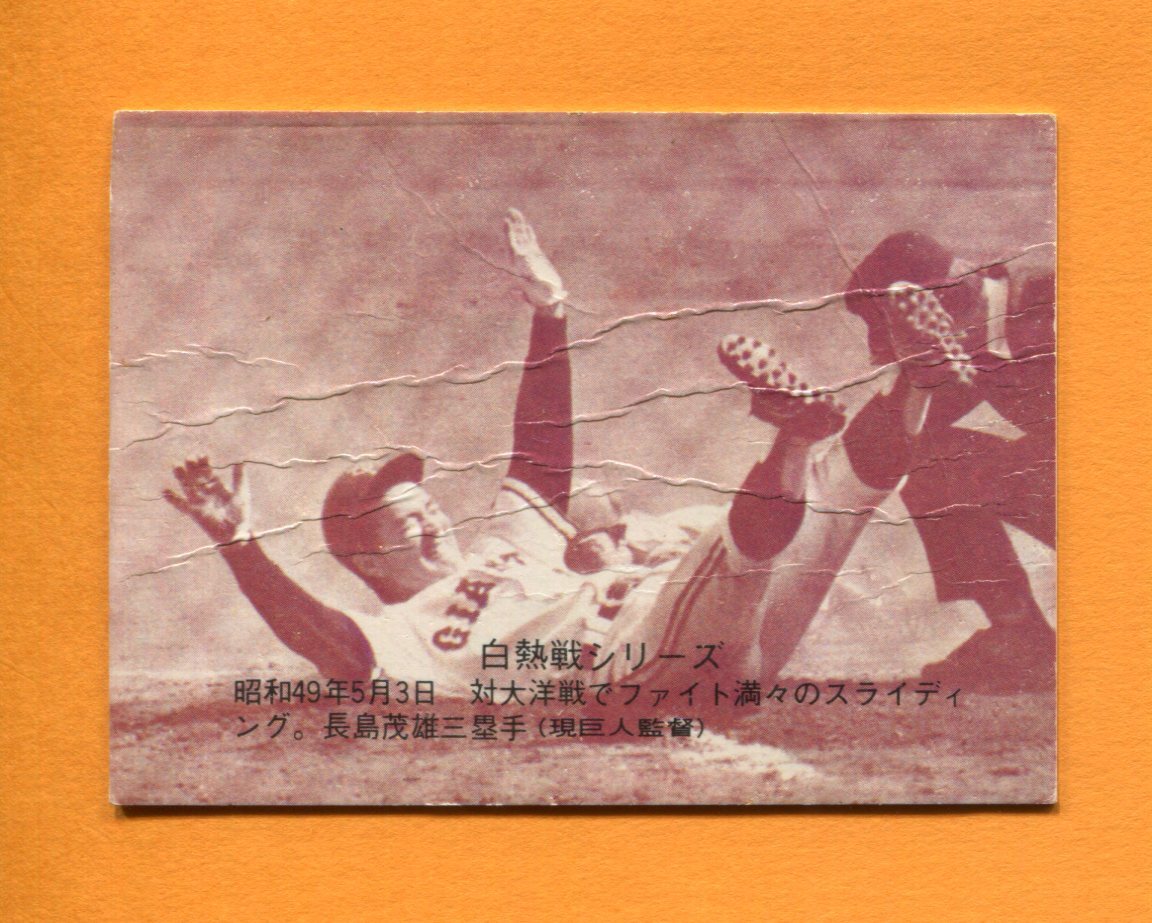 GIA
白熱戦シリーズ
昭和49年5月3日 対大洋戦でファイト満々のスライディ
ング。長島茂雄三塁手(現巨人監督)